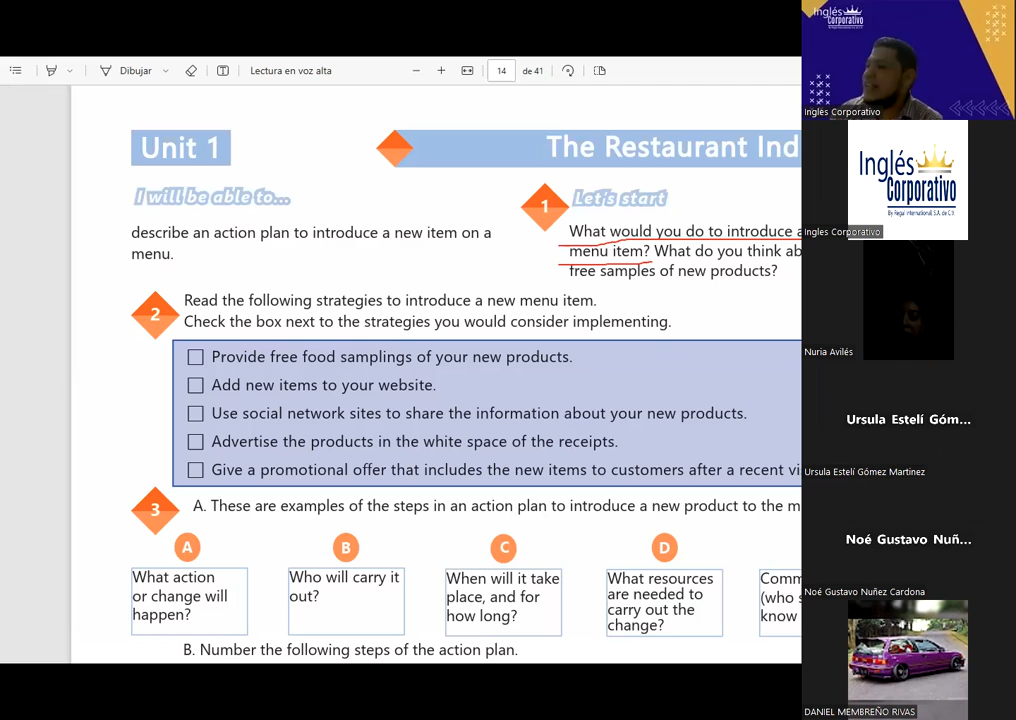 Dibujar
Lectura en voz alta
14
de 41
Unit 1
The Restaurant Ind
I will be able to...
describe an action plan to introduce a new item on a
menu.
1
Let's start
What would you do to introduce a
menu item? What do you think ab
free samples of new products?
2
Read the following strategies to introduce a new menu item.
Check the box next to the strategies you would consider implementing.
Provide free food samplings of your new products.
Add new items to your website.
Use social network sites to share the information about your new products.
Advertise the products in the white space of the receipts.
Give a promotional offer that includes the new items to customers after a recent vi
3
A. These are examples of the steps in an action plan to introduce a new product to the m
A
What action
or change will
happen?
B
Who will carry it
out?
C
When will it take
place, and for
how long?
D
What resources
are needed to
carry out the
change?
Comm
(who s
know
B. Number the following steps of the action plan.
Inglés
Corporativo
Ingles Corporativo
Inglés
Corporativo
By Regal International, S.A. de C.V.
Ingles Corporativo
Nuria Avilés
Ursula Estelí Góm...
Ursula Estelí Gómez Martinez
Noé Gustavo Nuñ...
Noé Gustavo Nuñez Cardona
DANIEL MEMBREÑO RIVAS